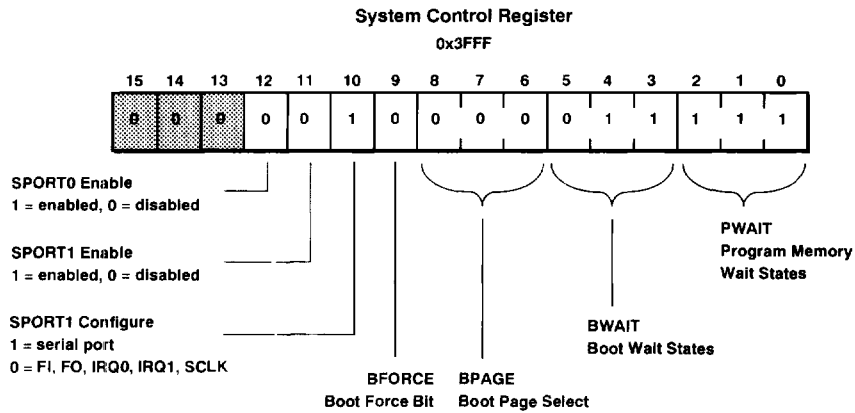 System Control Register
0x3FFF
15 14 13 12 11 10 9 8 7 6 5 4 3 2 1 0
0 0 0 0 0 1 0 0 0 0 0 1 1 1 1 1
SPORT0 Enable
1 = enabled, 0 = disabled
SPORT1 Enable
1 = enabled, 0 = disabled
SPORT1 Configure
1 = serial port
0 = FI, FO, IRQ0, IRQ1, SCLK
BFORCE
Boot Force Bit
BPAGE
Boot Page Select
BWAIT
Boot Wait States
PWAIT
Program Memory
Wait States